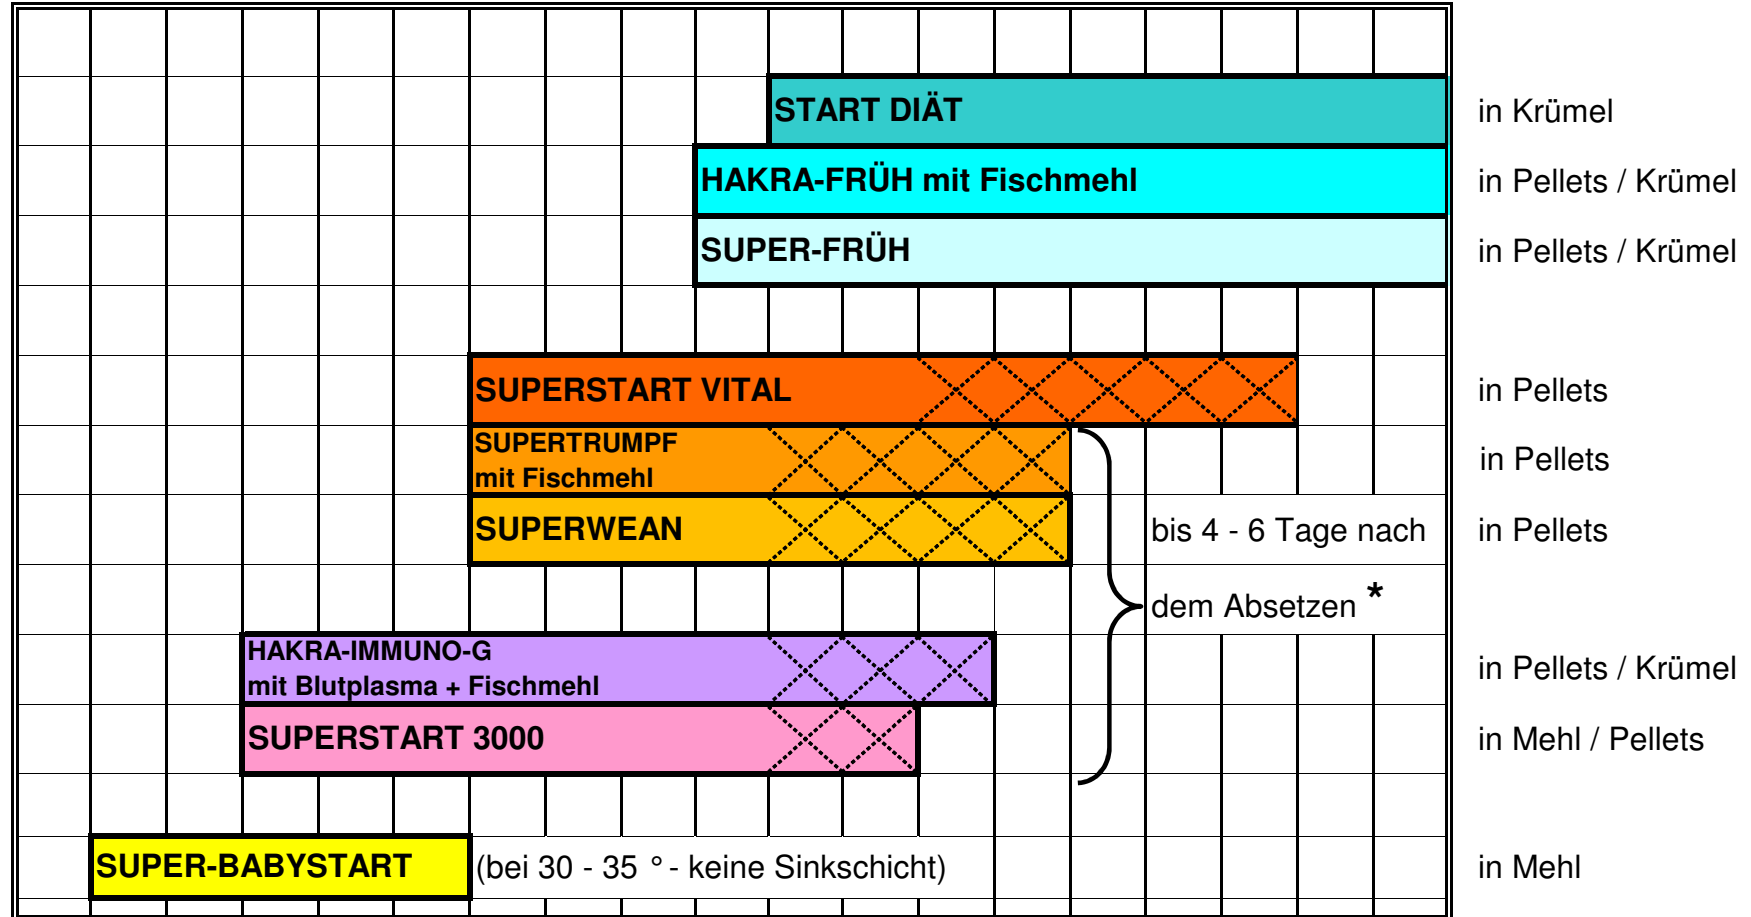 START DIÄT
in Krümel
HAKRA-FRÜH mit Fischmehl
in Pellets / Krümel
SUPER-FRÜH
in Pellets / Krümel
SUPERSTART VITAL
in Pellets
SUPERTRUMPF
mit Fischmehl
in Pellets
SUPERWEAN
bis 4 - 6 Tage nach
in Pellets
dem Absetzen *
HAKRA-IMMUNO-G
mit Blutplasma + Fischmehl
in Pellets / Krümel
SUPERSTART 3000
in Mehl / Pellets
SUPER-BABYSTART
(bei 30 - 35 ° - keine Sinkschicht)
in Mehl